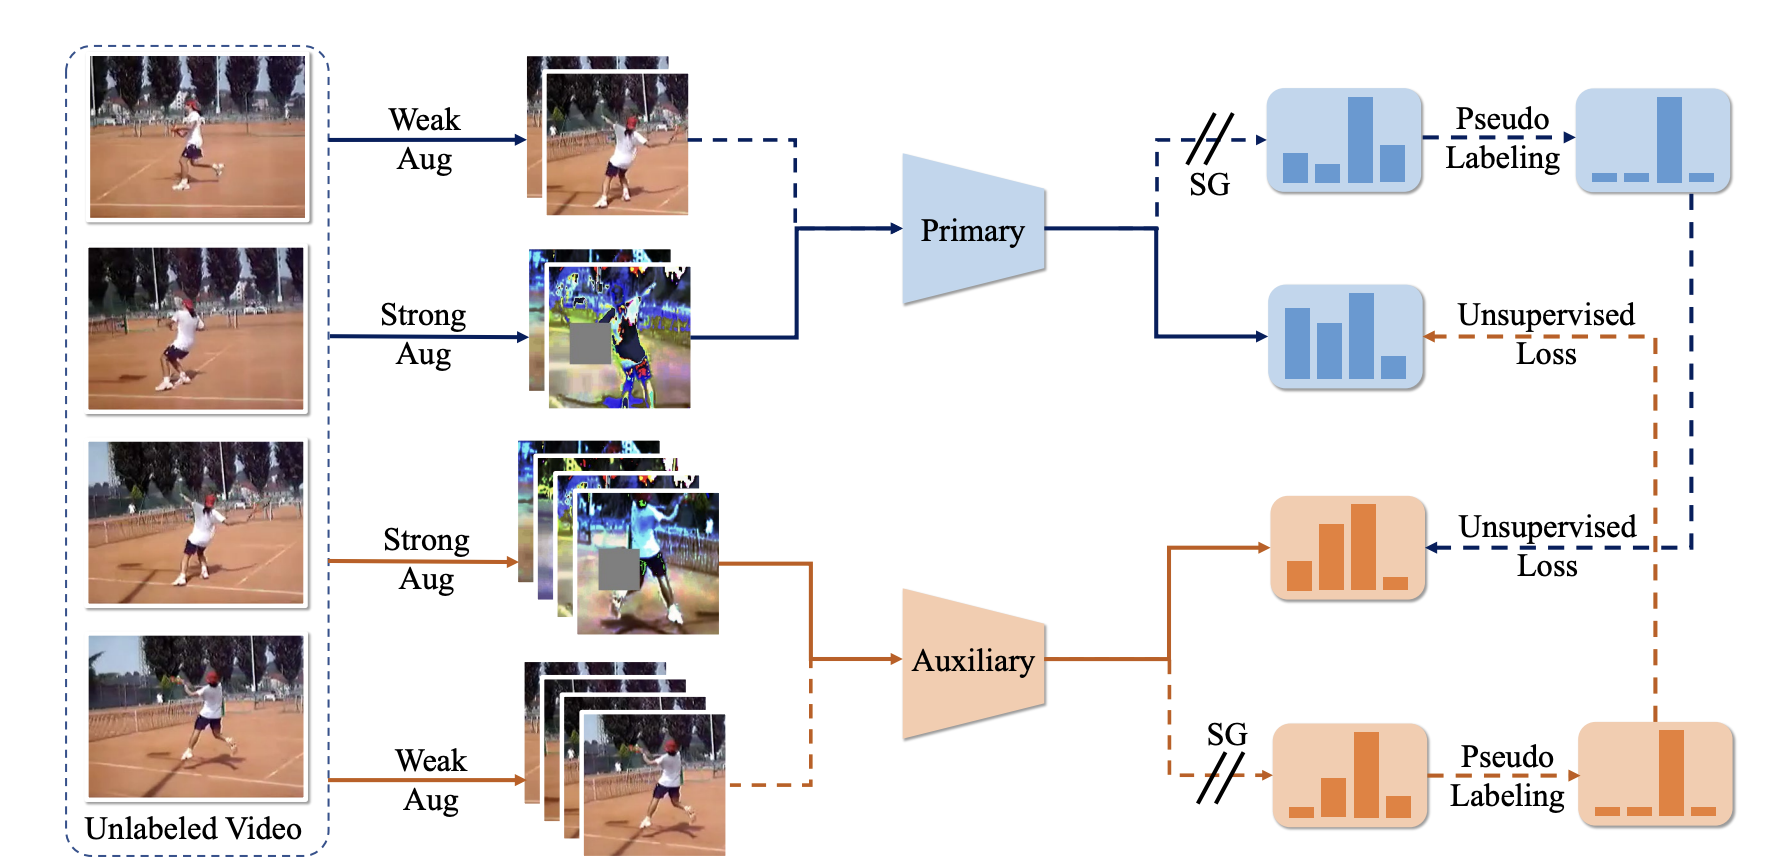 Weak
Aug
SG
Pseudo
Labeling
Primary
Strong
Aug
Unsupervised
Loss
Strong
Aug
Unsupervised
Loss
Auxiliary
Weak
Aug
SG
Pseudo
Labeling
Unlabeled Video